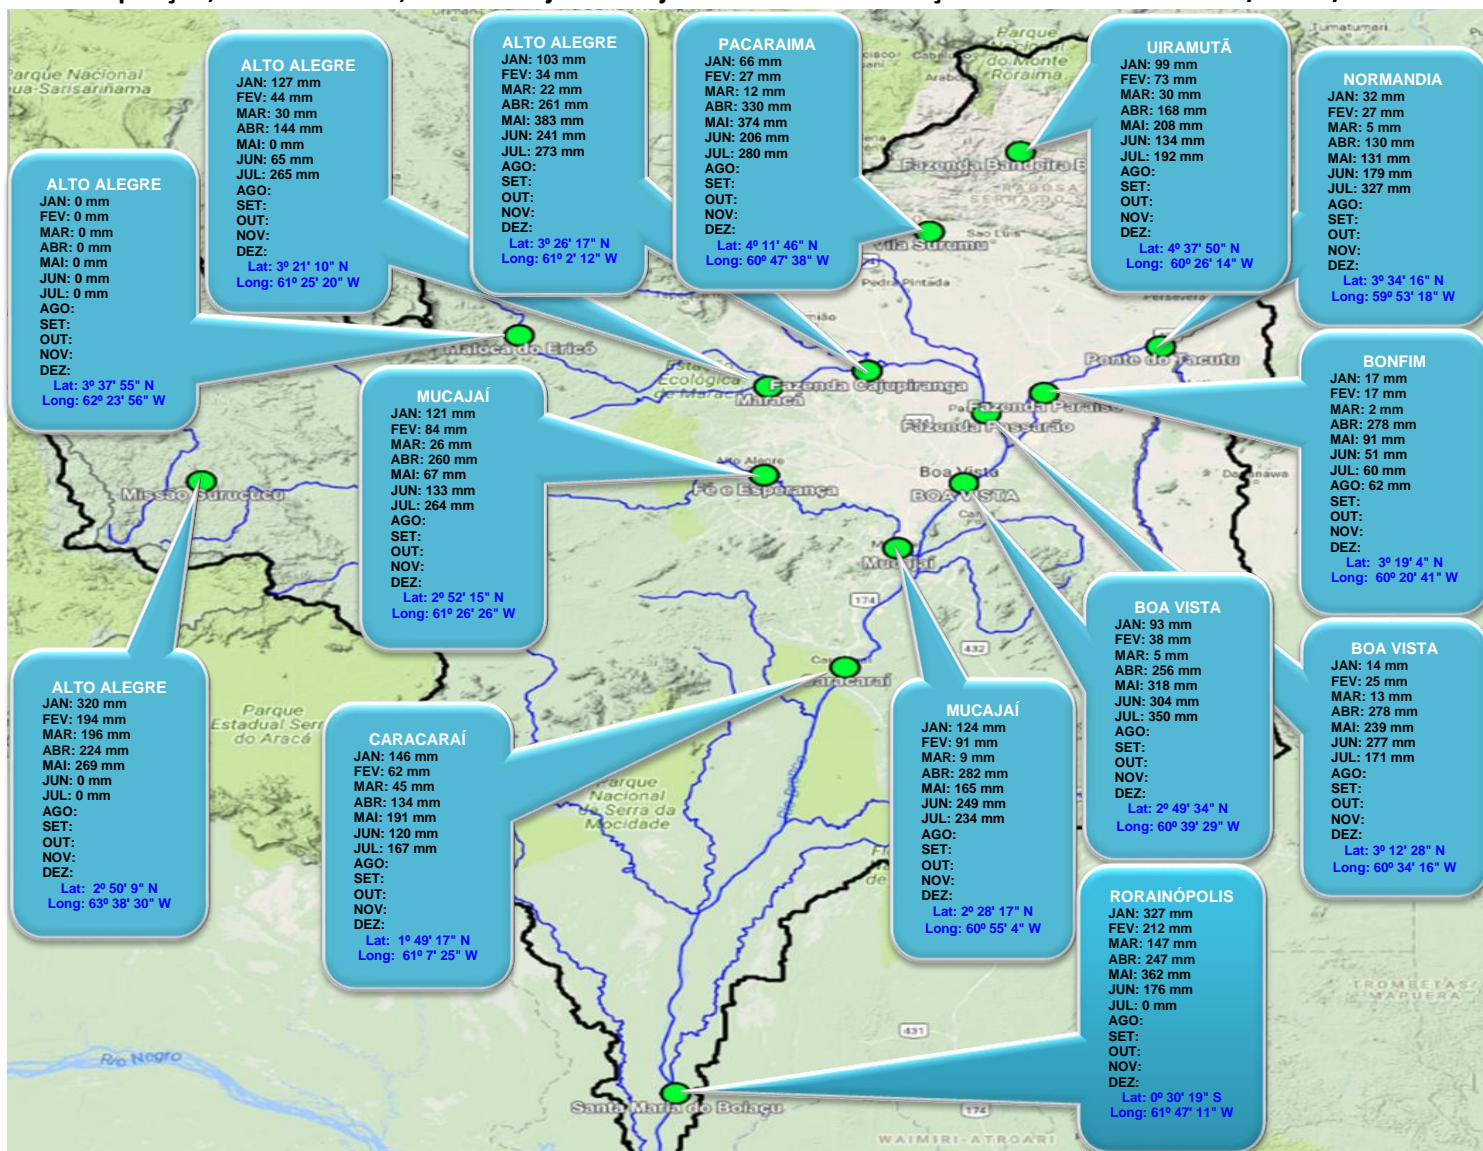 ALTO ALEGRE
JAN: 0 mm
FEV: 0 mm
MAR: 0 mm
ABR: 0 mm
MAI: 0 mm
JUN: 0 mm
JUL: 0 mm
AGO:
SET:
OUT:
NOV:
DEZ:
Lat: 3º 37' 55" N
Long: 62º 23' 56" W
ALTO ALEGRE
JAN: 127 mm
FEV: 44 mm
MAR: 30 mm
ABR: 144 mm
MAI: 0 mm
JUN: 65 mm
JUL: 265 mm
AGO:
SET:
OUT:
NOV:
DEZ:
Lat: 3º 21' 10" N
Long: 61º 25' 20" W
ALTO ALEGRE
JAN: 103 mm
FEV: 34 mm
MAR: 22 mm
ABR: 261 mm
MAI: 383 mm
JUN: 241 mm
JUL: 273 mm
AGO:
SET:
OUT:
NOV:
DEZ:
Lat: 3º 26' 17" N
Long: 61º 2' 12" W
PACARAIMA
JAN: 66 mm
FEV: 27 mm
MAR: 12 mm
ABR: 330 mm
MAI: 374 mm
JUN: 206 mm
JUL: 280 mm
AGO:
SET:
OUT:
NOV:
DEZ:
Lat: 4º 11' 46" N
Long: 60º 47' 38" W
UIRAMUTÃ
JAN: 99 mm
FEV: 73 mm
MAR: 30 mm
ABR: 168 mm
MAI: 208 mm
JUN: 134 mm
JUL: 192 mm
AGO:
SET:
OUT:
NOV:
DEZ:
Lat: 4º 37' 50" N
Long: 60º 26' 14" W
NORMANDIA
JAN: 32 mm
FEV: 27 mm
MAR: 5 mm
ABR: 130 mm
MAI: 131 mm
JUN: 179 mm
JUL: 327 mm
AGO:
SET:
OUT:
NOV:
DEZ:
Lat: 3º 34' 16" N
Long: 59º 53' 18" W
MUCAJAÍ
JAN: 121 mm
FEV: 84 mm
MAR: 26 mm
ABR: 260 mm
MAI: 67 mm
JUN: 133 mm
JUL: 264 mm
AGO:
SET:
OUT:
NOV:
DEZ:
Lat: 2º 52' 15" N
Long: 61º 26' 26" W
BONFIM
JAN: 17 mm
FEV: 17 mm
MAR: 2 mm
ABR: 278 mm
MAI: 91 mm
JUN: 51 mm
JUL: 60 mm
AGO: 62 mm
SET:
OUT:
NOV:
DEZ:
Lat: 3º 19' 4" N
Long: 60º 20' 41" W
ALTO ALEGRE
JAN: 320 mm
FEV: 194 mm
MAR: 196 mm
ABR: 224 mm
MAI: 269 mm
JUN: 0 mm
JUL: 0 mm
AGO:
SET:
OUT:
NOV:
DEZ:
Lat: 2º 50' 9" N
Long: 63º 38' 30" W
CARACARAÍ
JAN: 146 mm
FEV: 62 mm
MAR: 45 mm
ABR: 134 mm
MAI: 191 mm
JUN: 120 mm
JUL: 167 mm
AGO:
SET:
OUT:
NOV:
DEZ:
Lat: 1º 49' 17" N
Long: 61º 7' 25" W
MUCAJAÍ
JAN: 124 mm
FEV: 91 mm
MAR: 9 mm
ABR: 282 mm
MAI: 165 mm
JUN: 249 mm
JUL: 234 mm
AGO:
SET:
OUT:
NOV:
DEZ:
Lat: 2º 28' 17" N
Long: 60º 55' 4" W
BOA VISTA
JAN: 93 mm
FEV: 38 mm
MAR: 5 mm
ABR: 256 mm
MAI: 318 mm
JUN: 304 mm
JUL: 350 mm
AGO:
SET:
OUT:
NOV:
DEZ:
Lat: 2º 49' 34" N
Long: 60º 39' 29" W
BOA VISTA
JAN: 14 mm
FEV: 25 mm
MAR: 13 mm
ABR: 278 mm
MAI: 239 mm
JUN: 277 mm
JUL: 171 mm
AGO:
SET:
OUT:
NOV:
DEZ:
Lat: 3º 12' 28" N
Long: 60º 34' 16" W
RORAINÓPOLIS
JAN: 327 mm
FEV: 212 mm
MAR: 147 mm
ABR: 247 mm
MAI: 362 mm
JUN: 176 mm
JUL: 0 mm
AGO:
SET:
OUT:
NOV:
DEZ:
Lat: 0º 30' 19" S
Long: 61º 47' 11" W
Parque Nacional
Parque
do Monte
Roraima
Tumatumari
Fazenda Bandeira B
Vila Surumu
Sao Luis
Pedra Pintada
Maloca do Ericó
Ecológica
Maracá
Fazenda Cajupiranga
Ponte do Tacutu
Fazenda Paraíso
Fazenda Passarão
Missão Surucucu
Alto Alegre
Fé e Esperança
Boa Vista
BOA VISTA
Mucajaí
174
432
Caracaraí
Parque
Estadual Serr
do Aracá
Parque
Nacional
da Serra da
Mocidade
Rio Branco
Rio Negro
431
174
TROMBETAS/
MAPUERA
Santa Maria do Boiaçu
WAIMIRI-ATROARI